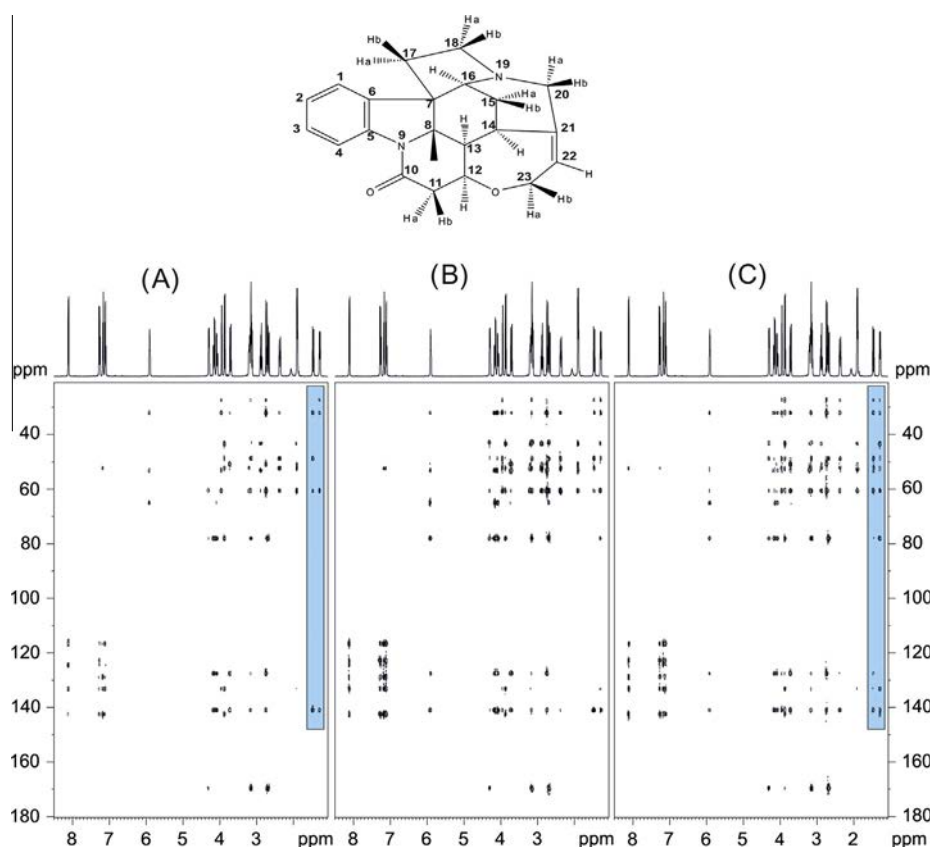 Ha
Hb
Hb 18
17
Ha
19
Ha
H 16 N
20 Hb
1
6
7
15 Ha
Hb
2
8
14
21
3
5
9
N
13
H
H
22
4
10
12
H
O
11
O
23
H
Ha Hb
Ha
Hb
(A) (B) (C)
ppm ppm
40 40
60 60
80 80
100 100
120 120
140 140
160 160
180 180
8 7 6 5 4 3 ppm 8 7 6 5 4 3 ppm 8 7 6 5 4 3 2 ppm